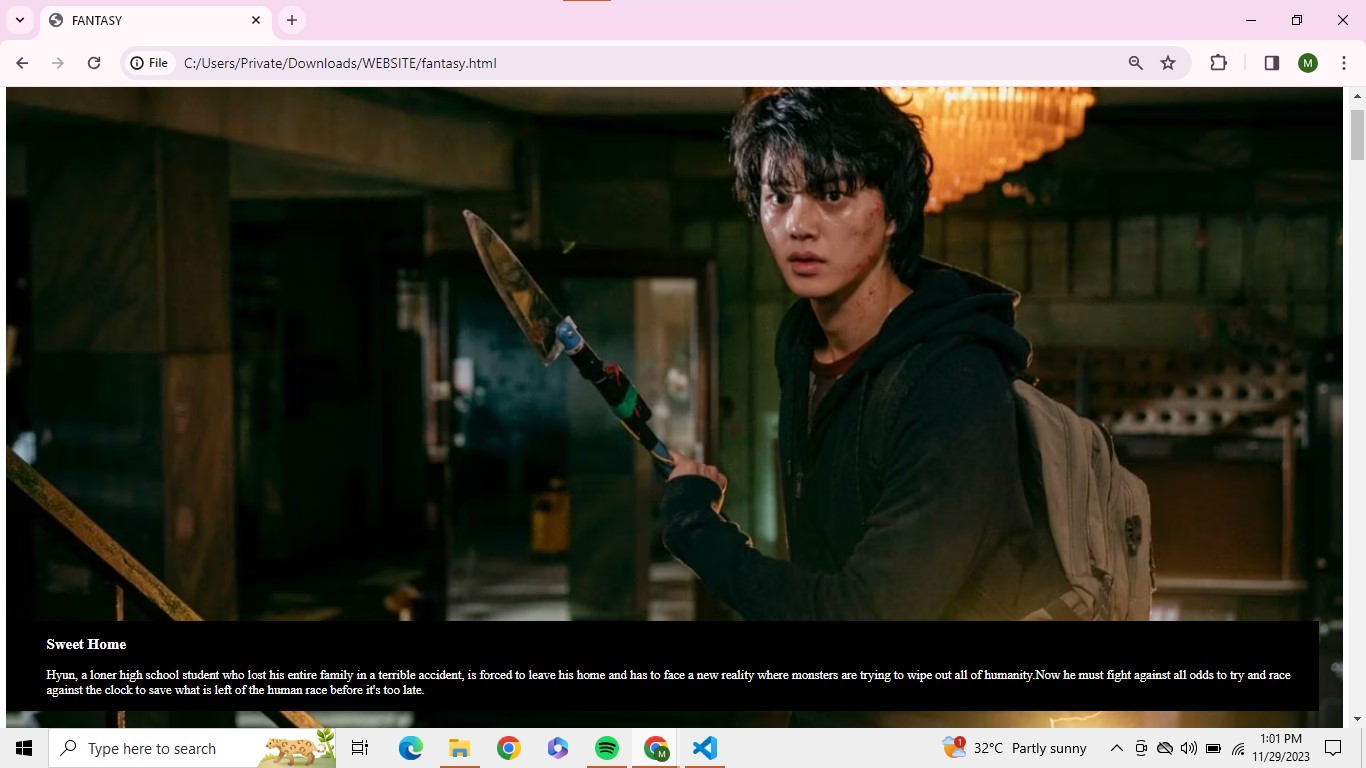 FANTASY
File
C:/Users/Private/Downloads/WEBSITE/fantasy.html
M
Sweet Home
Hyun, a loner high school student who lost his entire family in a terrible accident, is forced to leave his home and has to face a new reality where monsters are trying to wipe out all of humanity.Now he must fight against all odds to try and race
against the clock to save what is left of the human race before it's too late.
Type here to search
M
1
32°C Partly sunny
1:01 PM
11/29/2023